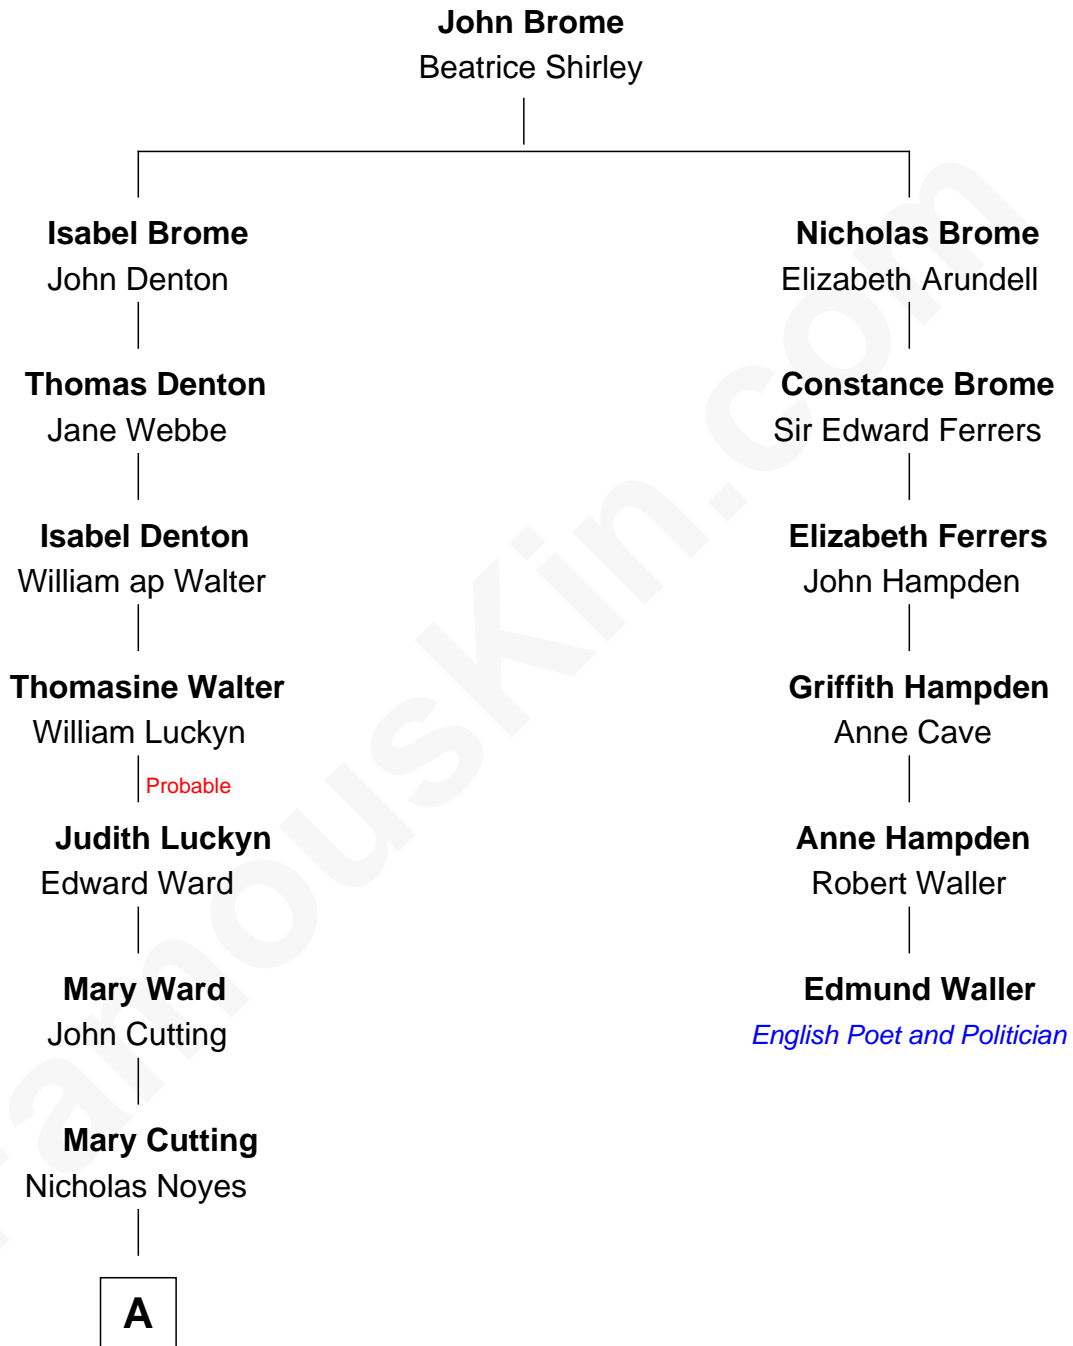 John Brome
Beatrice Shirley
Isabel Brome
John Denton
Nicholas Brome
Elizabeth Arundell
Thomas Denton
Jane Webbe
Constance Brome
Sir Edward Ferrers
Isabel Denton
William ap Walter
Elizabeth Ferrers
John Hampden
Thomasine Walter
William Luckyn
Griffith Hampden
Anne Cave
Probable
Judith Luckyn
Edward Ward
Anne Hampden
Robert Waller
Mary Ward
John Cutting
Edmund Waller
English Poet and Politician
Mary Cutting
Nicholas Noyes
A
FamousKin.com